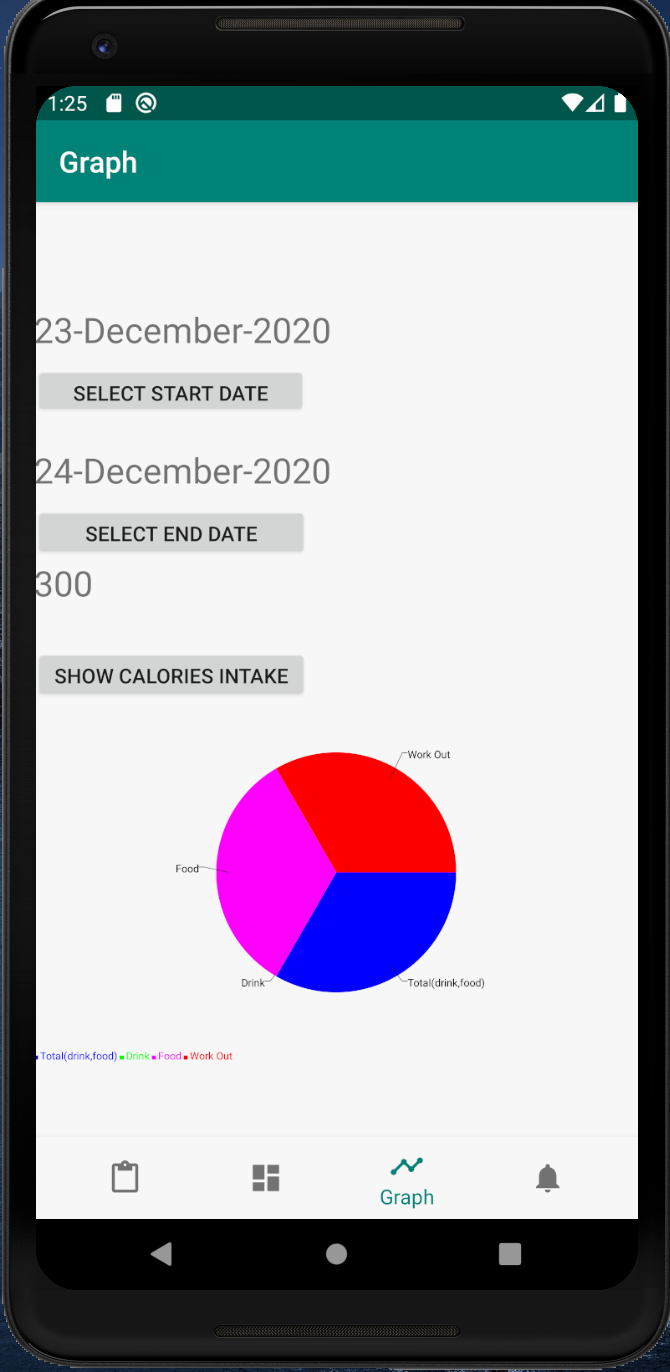 1:25
Graph
23-December-2020
SELECT START DATE
24-December-2020
SELECT END DATE
300
SHOW CALORIES INTAKE
Work Out
Food
Drink
Total(drink,food)
Total(drink,food) Drink Food Work Out
Graph